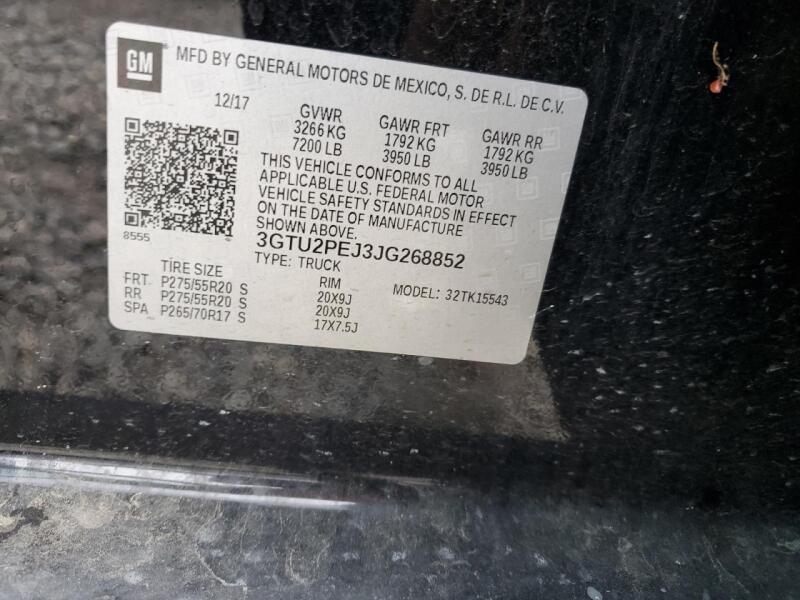 GM
MFD BY GENERAL MOTORS DE MEXICO, S. DE R.L. DE C.V.
12/17
GVWR GAWR FRT GAWR RR
3266 KG 1792 KG 1792 KG
7200 LB 3950 LB 3950 LB
THIS VEHICLE CONFORMS TO ALL
APPLICABLE U.S. FEDERAL MOTOR
VEHICLE SAFETY STANDARDS IN EFFECT
ON THE DATE OF MANUFACTURE
SHOWN ABOVE.
8555
3GTU2PEJ3JG268852
TYPE: TRUCK
MODEL: 32TK15543
TIRE SIZE RIM
FRT P275/55R20 S 20X9J
RR P275/55R20 S 20X9J
SPA P265/70R17 S 17X7.5J